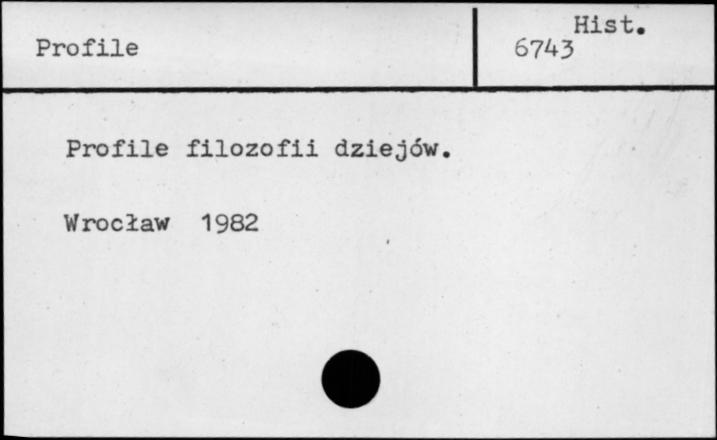 Profile
Hist.
6743
Profile filozofii dziejów.
Wrocław 1982